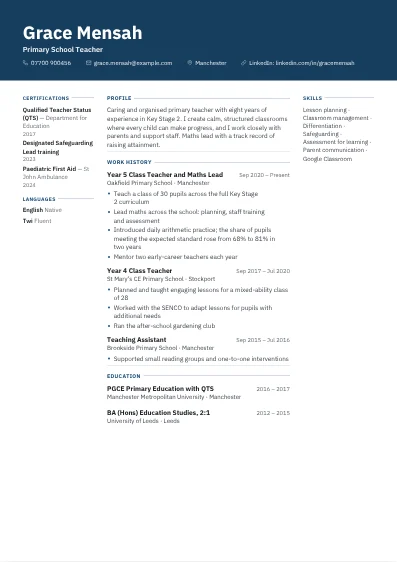 Grace Mensah
Primary School Teacher
07700 900456
grace.mensah@example.com
Manchester
LinkedIn: linkedin.com/in/gracemensah
CERTIFICATIONS
Qualified Teacher Status
(QTS) — Department for
Education
2017
Designated Safeguarding
Lead training
2023
Paediatric First Aid — St
John Ambulance
2024
LANGUAGES
English Native
Twi Fluent
PROFILE
Caring and organised primary teacher with eight years of
experience in Key Stage 2. I create calm, structured classrooms
where every child can make progress, and I work closely with
parents and support staff. Maths lead with a track record of
raising attainment.
WORK HISTORY
Year 5 Class Teacher and Maths Lead Sep 2020 – Present
Oakfield Primary School · Manchester
• Teach a class of 30 pupils across the full Key Stage
2 curriculum
• Lead maths across the school: planning, staff training
and assessment
• Introduced daily arithmetic practice; the share of pupils
meeting the expected standard rose from 68% to 81% in
two years
• Mentor two early-career teachers each year
Year 4 Class Teacher Sep 2017 – Jul 2020
St Mary's CE Primary School · Stockport
• Planned and taught engaging lessons for a mixed-ability class
of 28
• Worked with the SENCO to adapt lessons for pupils with
additional needs
• Ran the after-school gardening club
Teaching Assistant Sep 2015 – Jul 2016
Brookside Primary School · Manchester
• Supported small reading groups and one-to-one interventions
EDUCATION
PGCE Primary Education with QTS 2016 – 2017
Manchester Metropolitan University · Manchester
BA (Hons) Education Studies, 2:1 2012 – 2015
University of Leeds · Leeds
SKILLS
Lesson planning ·
Classroom management ·
Differentiation ·
Safeguarding ·
Assessment for learning ·
Parent communication ·
Google Classroom